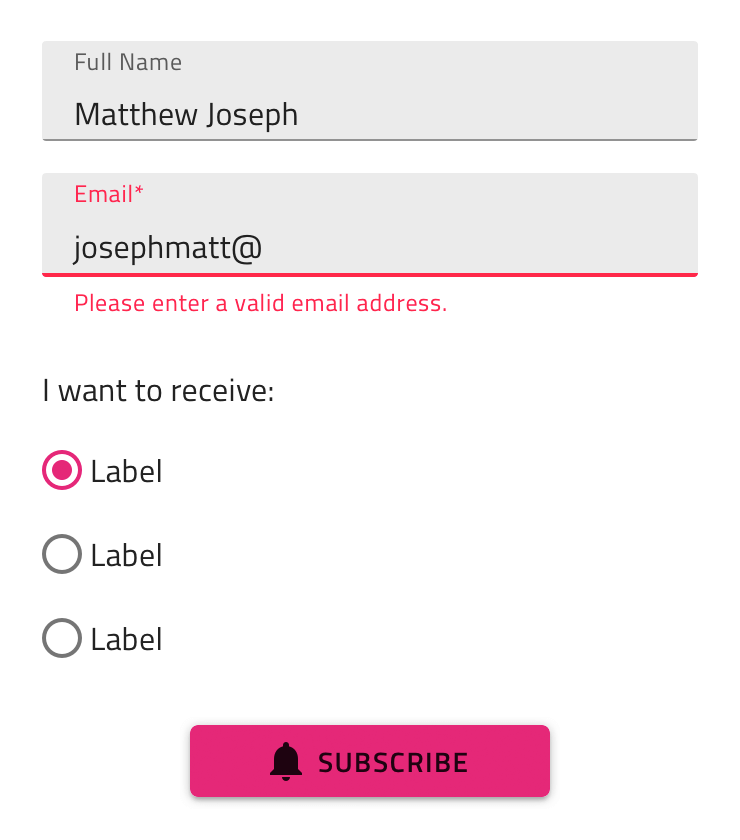 Full Name
Matthew Joseph
Email*
josephmatt@
Please enter a valid email address.
I want to receive:
Label
Label
Label
SUBSCRIBE